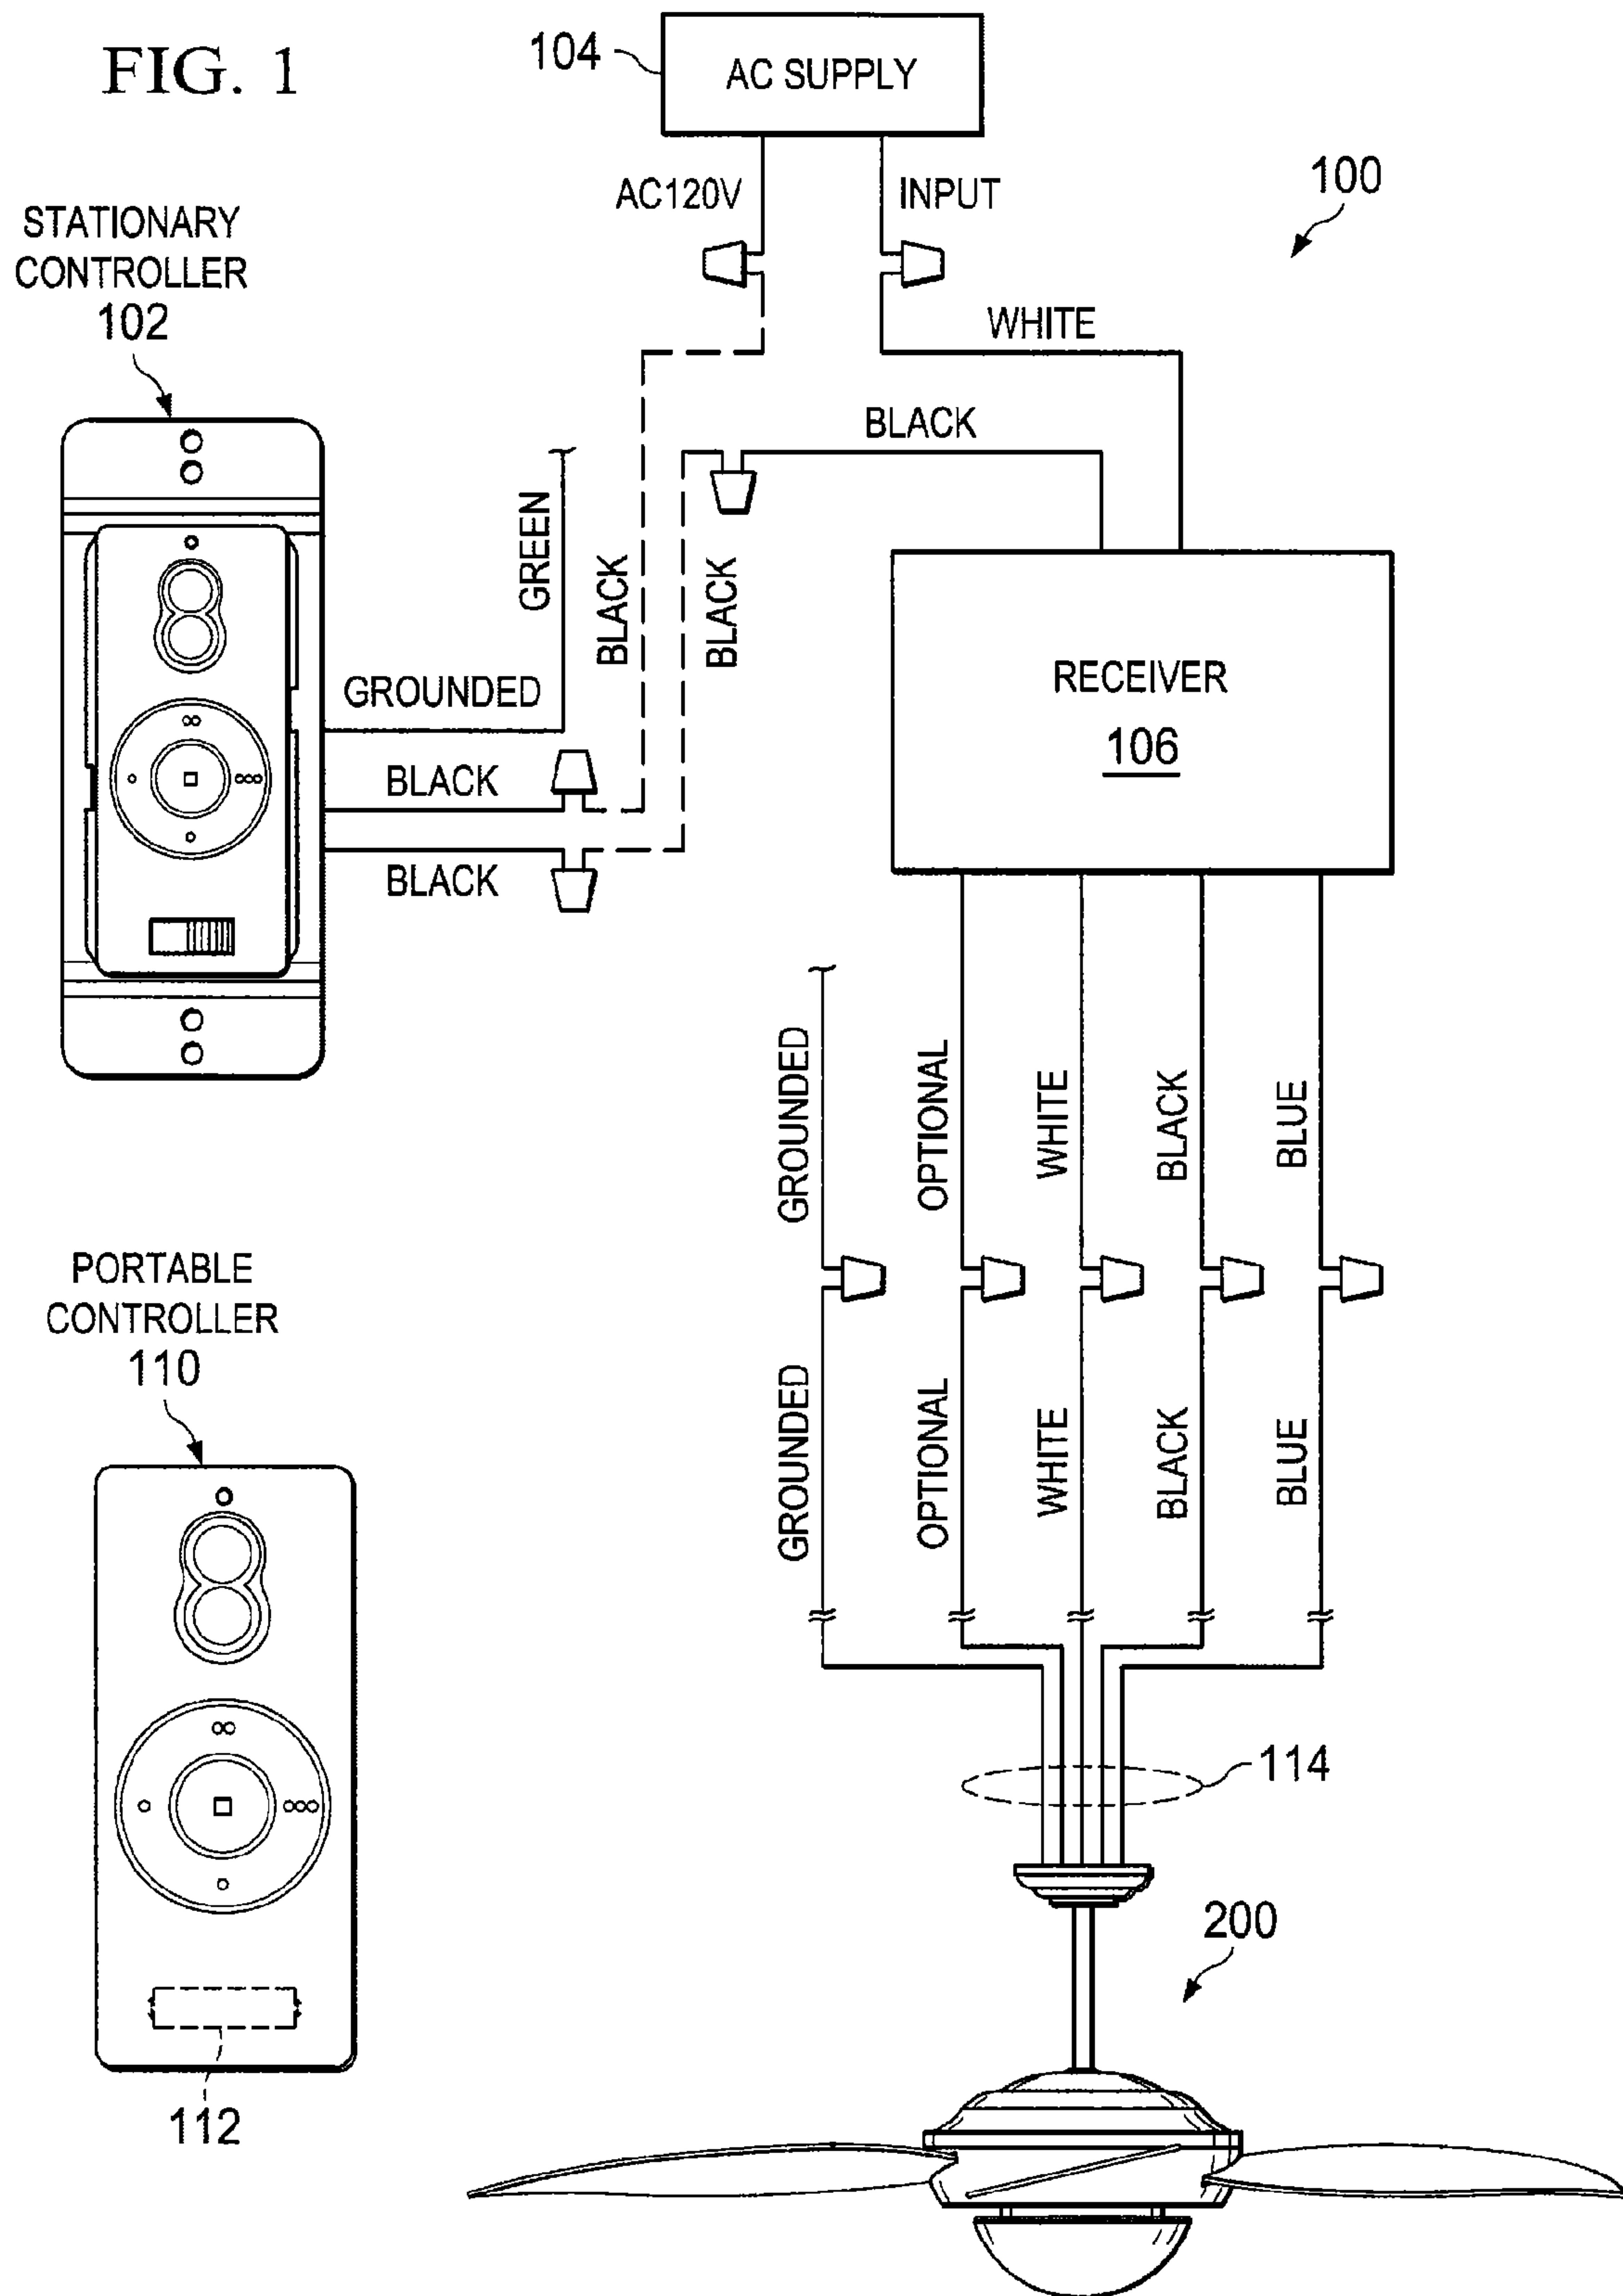 FIG. 1
104
AC SUPPLY
AC120V
INPUT
100
STATIONARY
CONTROLLER
102
WHITE
BLACK
GREEN
BLACK
BLACK
GROUNDED
BLACK
BLACK
RECEIVER
106
GROUNDED
OPTIONAL
WHITE
BLACK
BLUE
PORTABLE
CONTROLLER
110
GROUNDED
OPTIONAL
WHITE
BLACK
BLUE
114
200
112